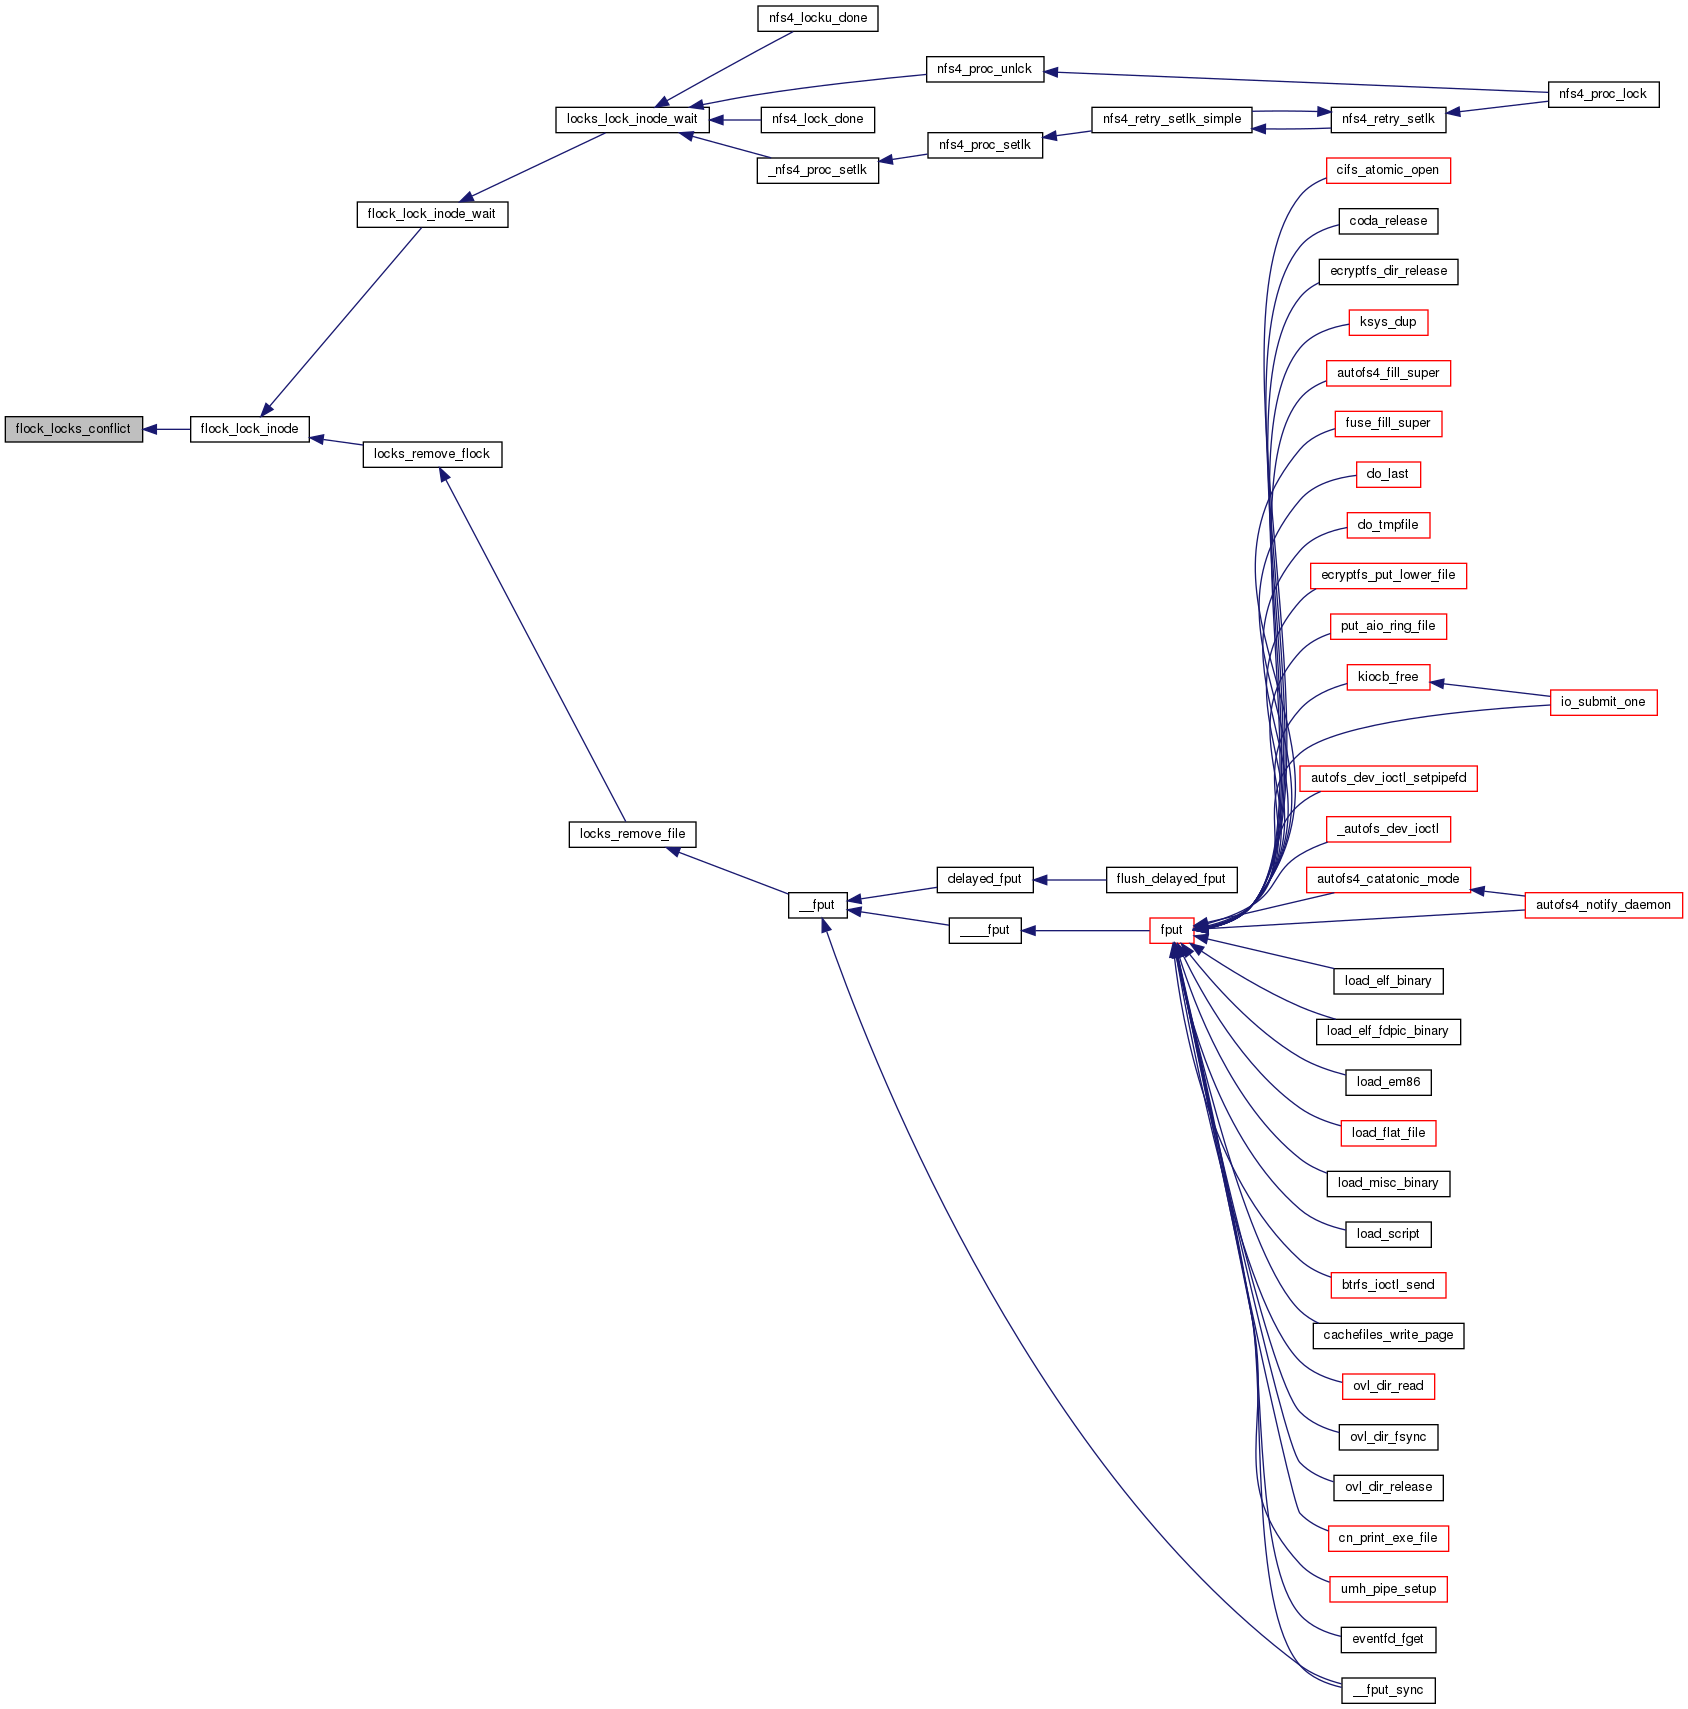 nfs4_locku_done
nfs4_proc_unlck
nfs4_proc_lock
locks_lock_inode_wait
nfs4_lock_done
nfs4_retry_setlk_simple
nfs4_retry_setlk
nfs4_proc_setlk
_nfs4_proc_setlk
cifs_atomic_open
flock_lock_inode_wait
coda_release
ecryptfs_dir_release
ksys_dup
autofs4_fill_super
fuse_fill_super
flock_locks_conflict
flock_lock_inode
locks_remove_flock
do_last
do_tmpfile
ecryptfs_put_lower_file
put_aio_ring_file
kiocb_free
io_submit_one
autofs_dev_ioctl_setpipefd
locks_remove_file
_autofs_dev_ioctl
delayed_fput
flush_delayed_fput
autofs4_catatonic_mode
__fput
autofs4_notify_daemon
____fput
fput
load_elf_binary
load_elf_fdpic_binary
load_em86
load_flat_file
load_misc_binary
load_script
btrfs_ioctl_send
cachefiles_write_page
ovl_dir_read
ovl_dir_fsync
ovl_dir_release
cn_print_exe_file
umh_pipe_setup
eventfd_fget
__fput_sync